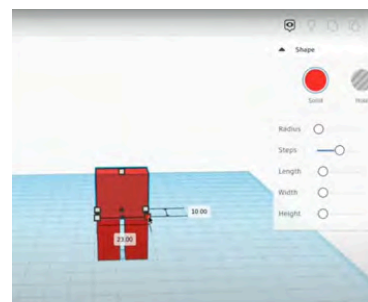 Shape
Solid
Radius
Steps
Length
Width
Height
10.00
23.00